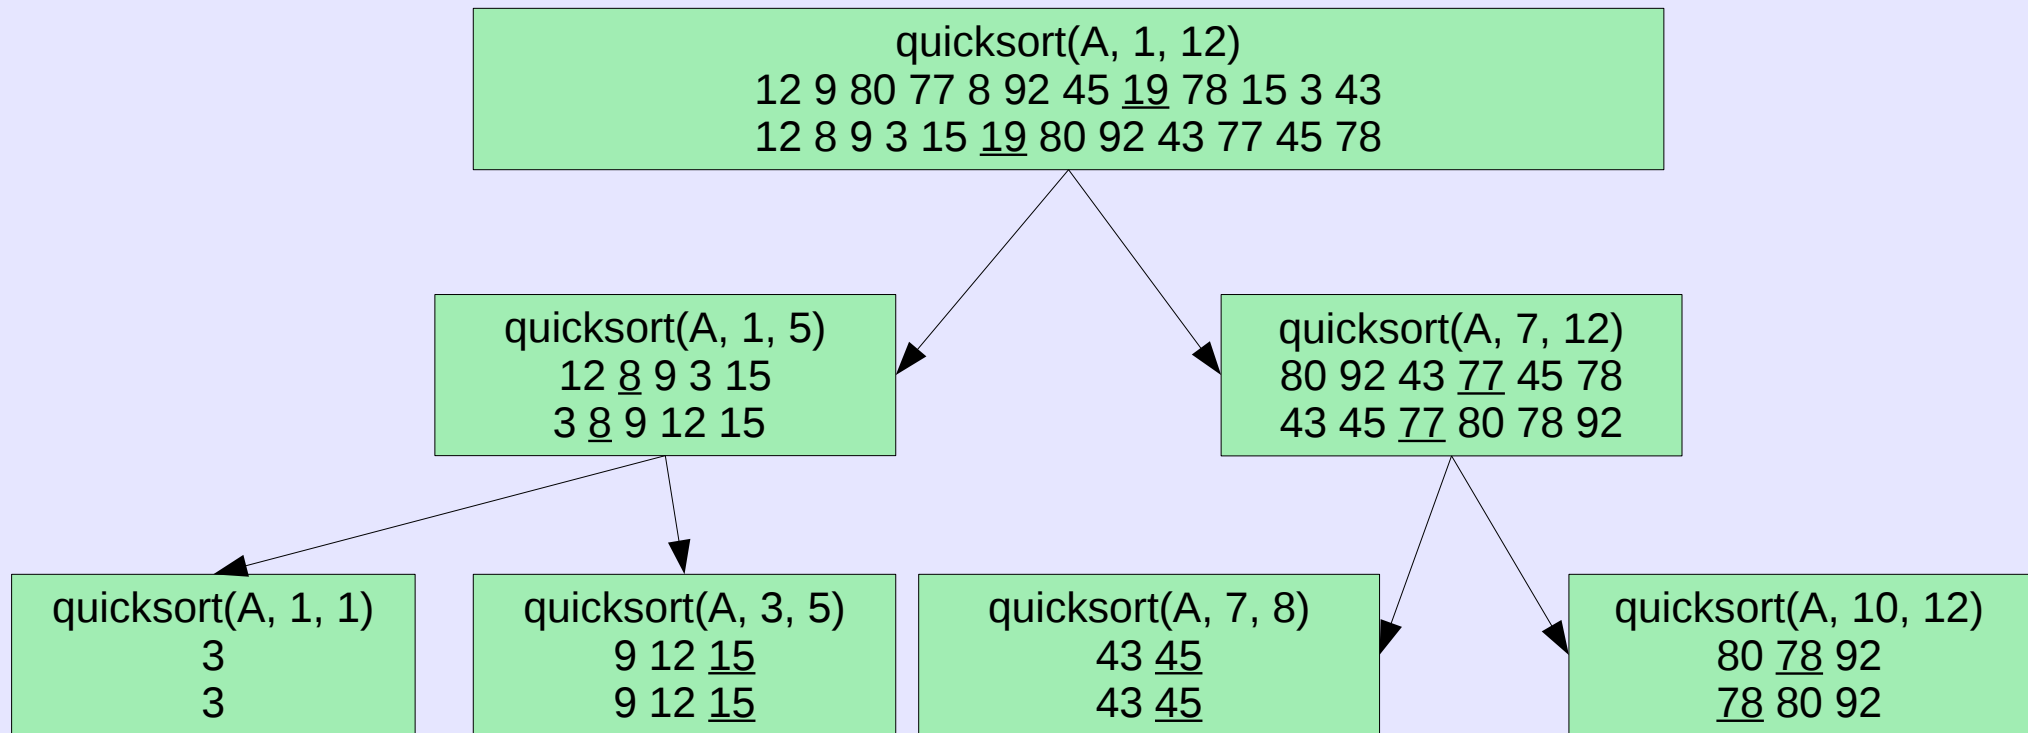 quicksort(A, 1, 12)
12 9 80 77 8 92 45 19 78 15 3 43
12 8 9 3 15 19 80 92 43 77 45 78
quicksort(A, 1, 5)
12 8 9 3 15
3 8 9 12 15
quicksort(A, 7, 12)
80 92 43 77 45 78
43 45 77 80 78 92
quicksort(A, 1, 1)
3
3
quicksort(A, 3, 5)
9 12 15
9 12 15
quicksort(A, 7, 8)
43 45
43 45
quicksort(A, 10, 12)
80 78 92
78 80 92